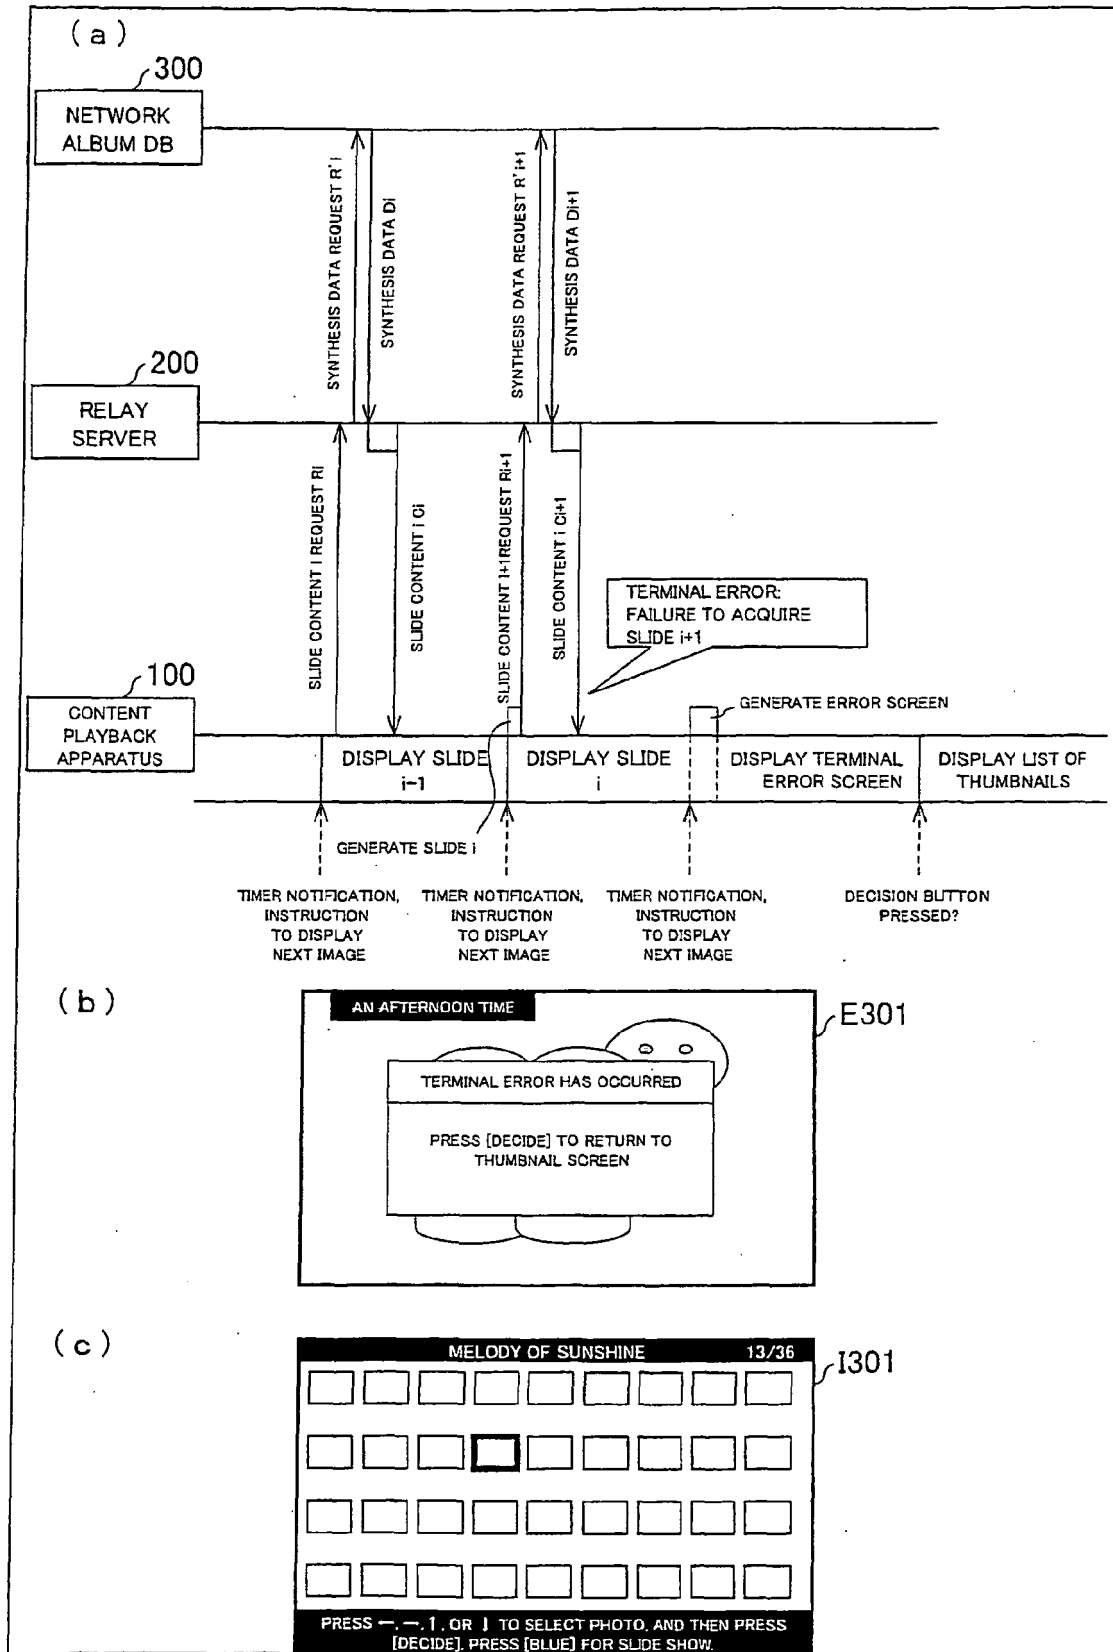 (a)
300
NETWORK
ALBUM DB
SYNTHESIS DATA REQUEST R'i
SYNTHESIS DATA Di
SYNTHESIS DATA REQUEST R'i+1
SYNTHESIS DATA Di+1
200
RELAY
SERVER
SLIDE CONTENT i REQUEST Ri
SLIDE CONTENT i Ci
SLIDE CONTENT i+1 REQUEST Ri+1
SLIDE CONTENT i Ci+1
TERMINAL ERROR:
FAILURE TO ACQUIRE
SLIDE i+1
100
CONTENT
PLAYBACK
APPARATUS
GENERATE ERROR SCREEN
DISPLAY SLIDE
i-1
DISPLAY SLIDE
i
DISPLAY TERMINAL
ERROR SCREEN
DISPLAY LIST OF
THUMBNAILS
GENERATE SLIDE i
TIMER NOTIFICATION,
INSTRUCTION
TO DISPLAY
NEXT IMAGE
TIMER NOTIFICATION,
INSTRUCTION
TO DISPLAY
NEXT IMAGE
TIMER NOTIFICATION,
INSTRUCTION
TO DISPLAY
NEXT IMAGE
DECISION BUTTON
PRESSED?
(b)
AN AFTERNOON TIME
E301
TERMINAL ERROR HAS OCCURRED
PRESS [DECIDE] TO RETURN TO
THUMBNAIL SCREEN
(c)
MELODY OF SUNSHINE 13/36
I301
PRESS ←, →, ↑, OR ↓ TO SELECT PHOTO, AND THEN PRESS
[DECIDE]. PRESS [BLUE] FOR SLIDE SHOW.